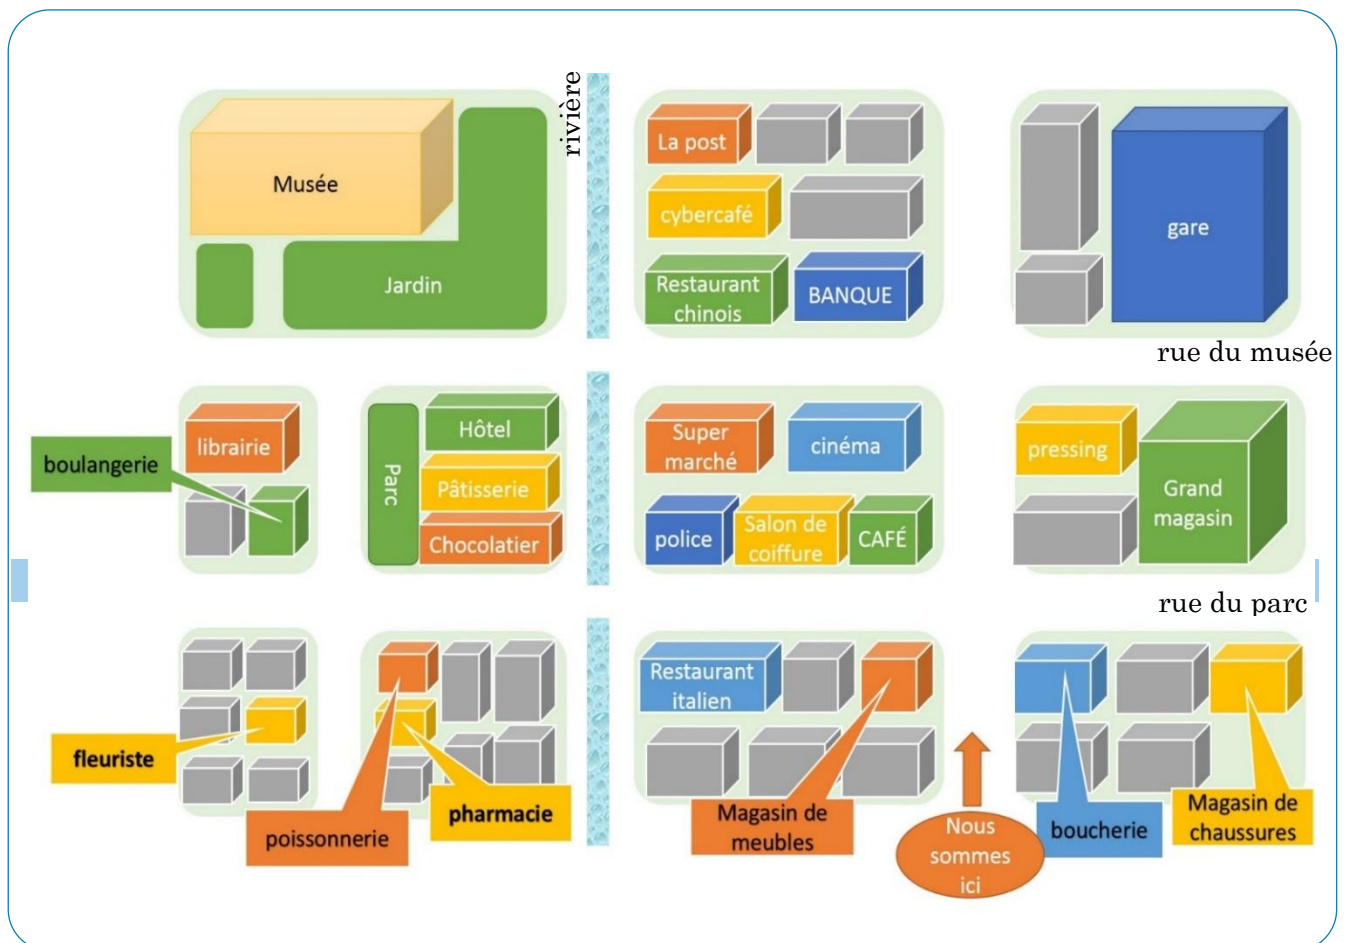 rivière
Musée
Jardin
La post
cybercafé
Restaurant
chinois
BANQUE
gare
rue du musée
librairie
boulangerie
Parc
Hôtel
Pâtisserie
Chocolatier
Super
marché
cinéma
police
Salon de
coiffure
CAFÉ
pressing
Grand
magasin
rue du parc
fleuriste
poissonnerie
pharmacie
Restaurant
italien
Magasin de
meubles
Nous
sommes
ici
boucherie
Magasin de
chaussures